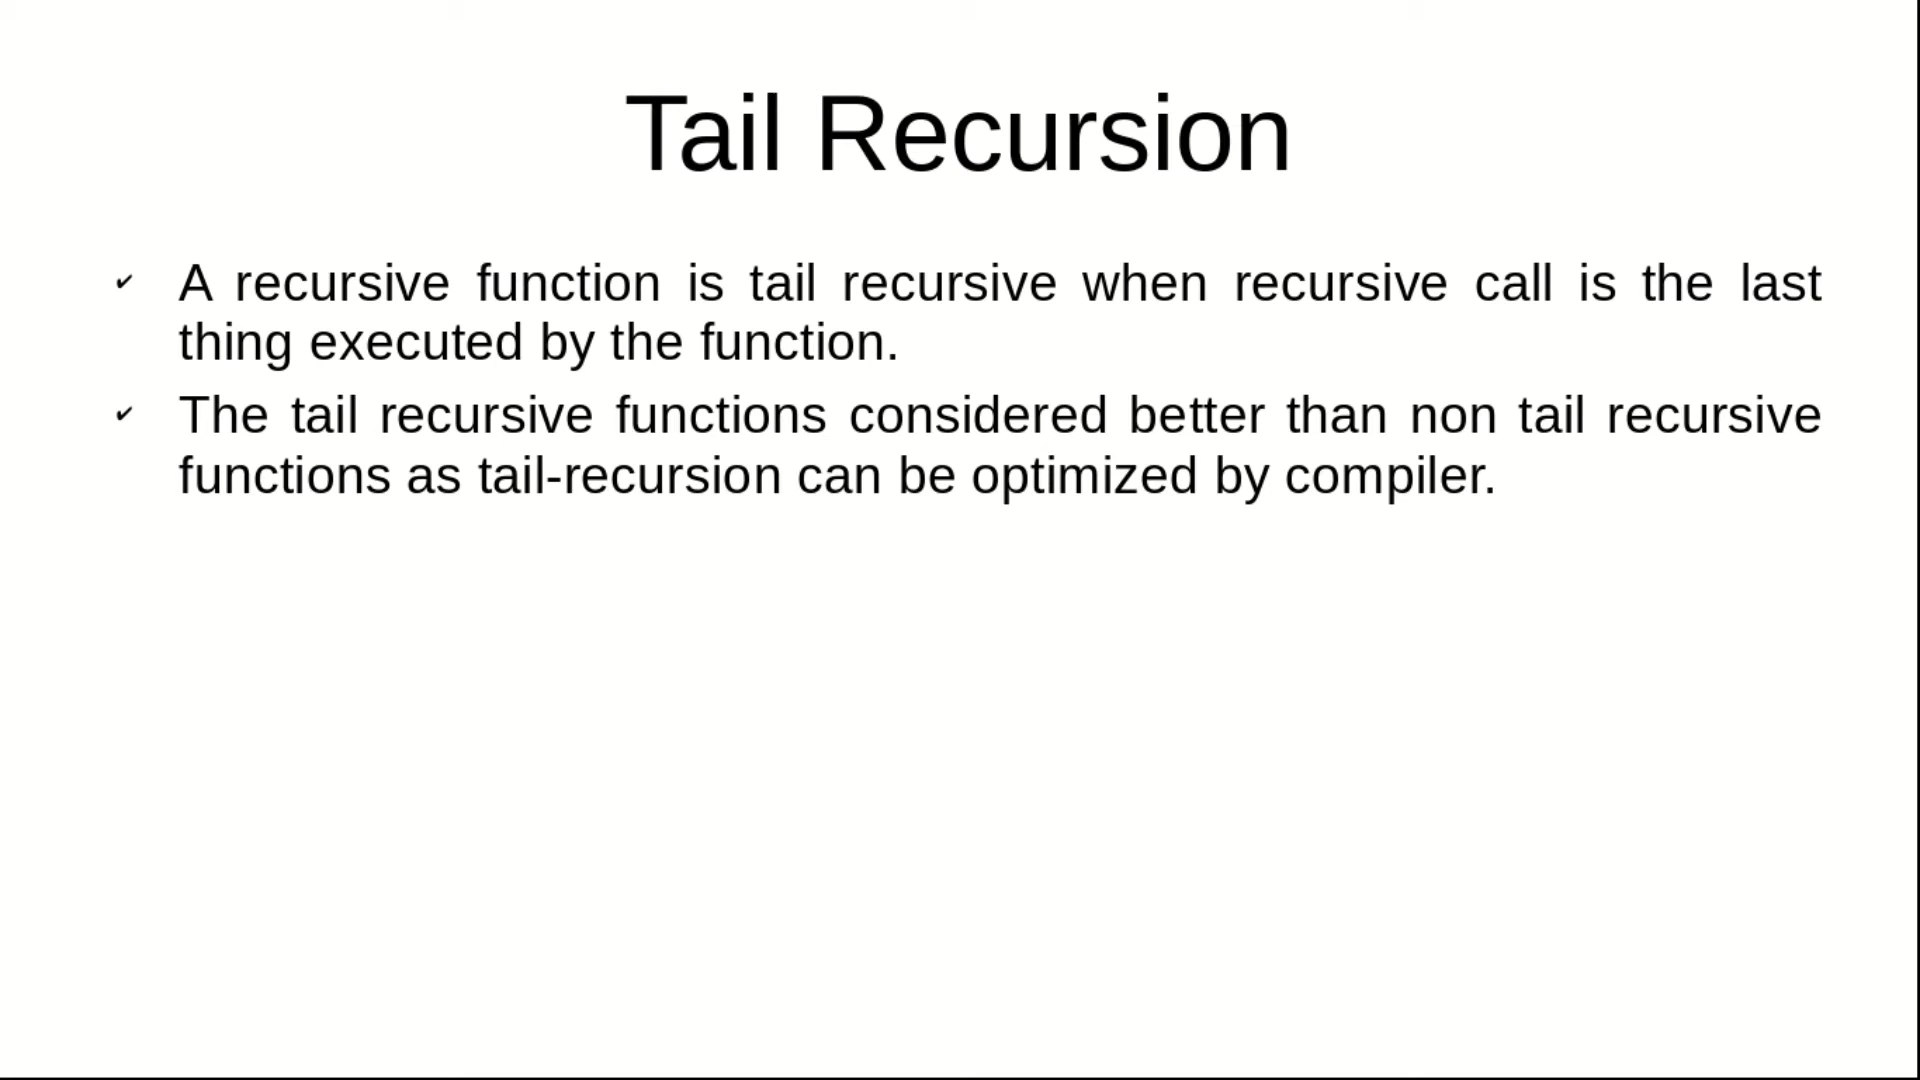 Tail Recursion
✔ A recursive function is tail recursive when recursive call is the last
thing executed by the function.
✔ The tail recursive functions considered better than non tail recursive
functions as tail-recursion can be optimized by compiler.